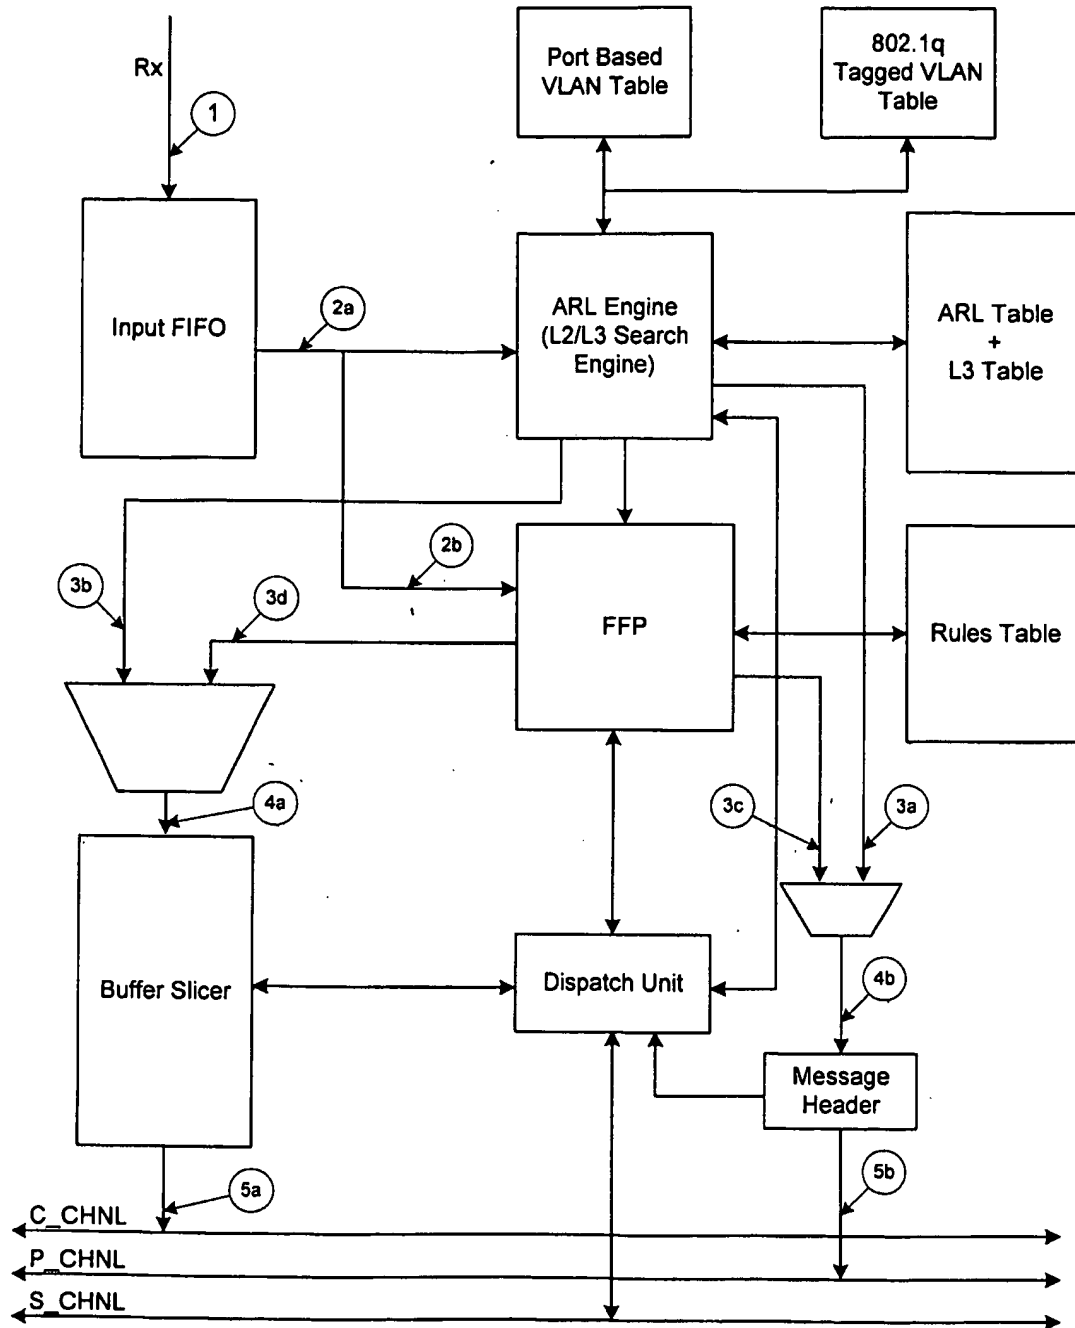 Rx
1
Port Based
VLAN Table
802.1q
Tagged VLAN
Table
Input FIFO
2a
ARL Engine
(L2/L3 Search
Engine)
ARL Table
+
L3 Table
2b
3b
3d
FFP
Rules Table
4a
3c
3a
Buffer Slicer
Dispatch Unit
4b
Message
Header
5a
5b
C_CHNL
P_CHNL
S_CHNL